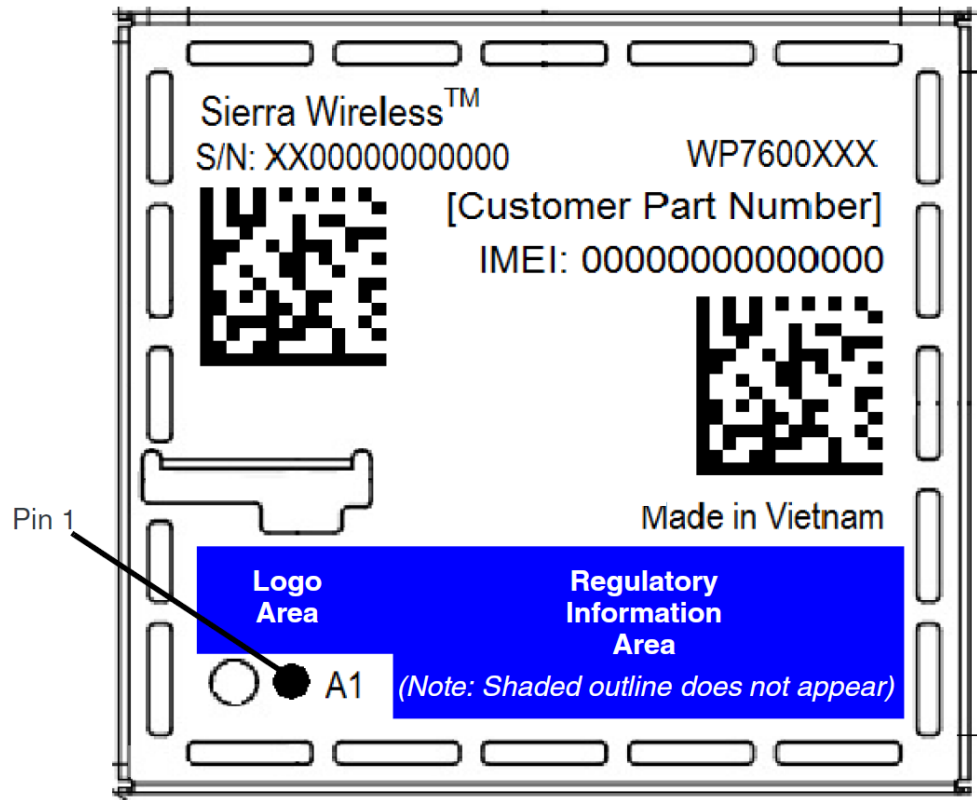 Sierra Wireless™
S/N: XX00000000000
WP7600XXX
[Customer Part Number]
IMEI: 00000000000000
Made in Vietnam
Pin 1
Logo
Area
Regulatory
Information
Area
(Note: Shaded outline does not appear)
A1